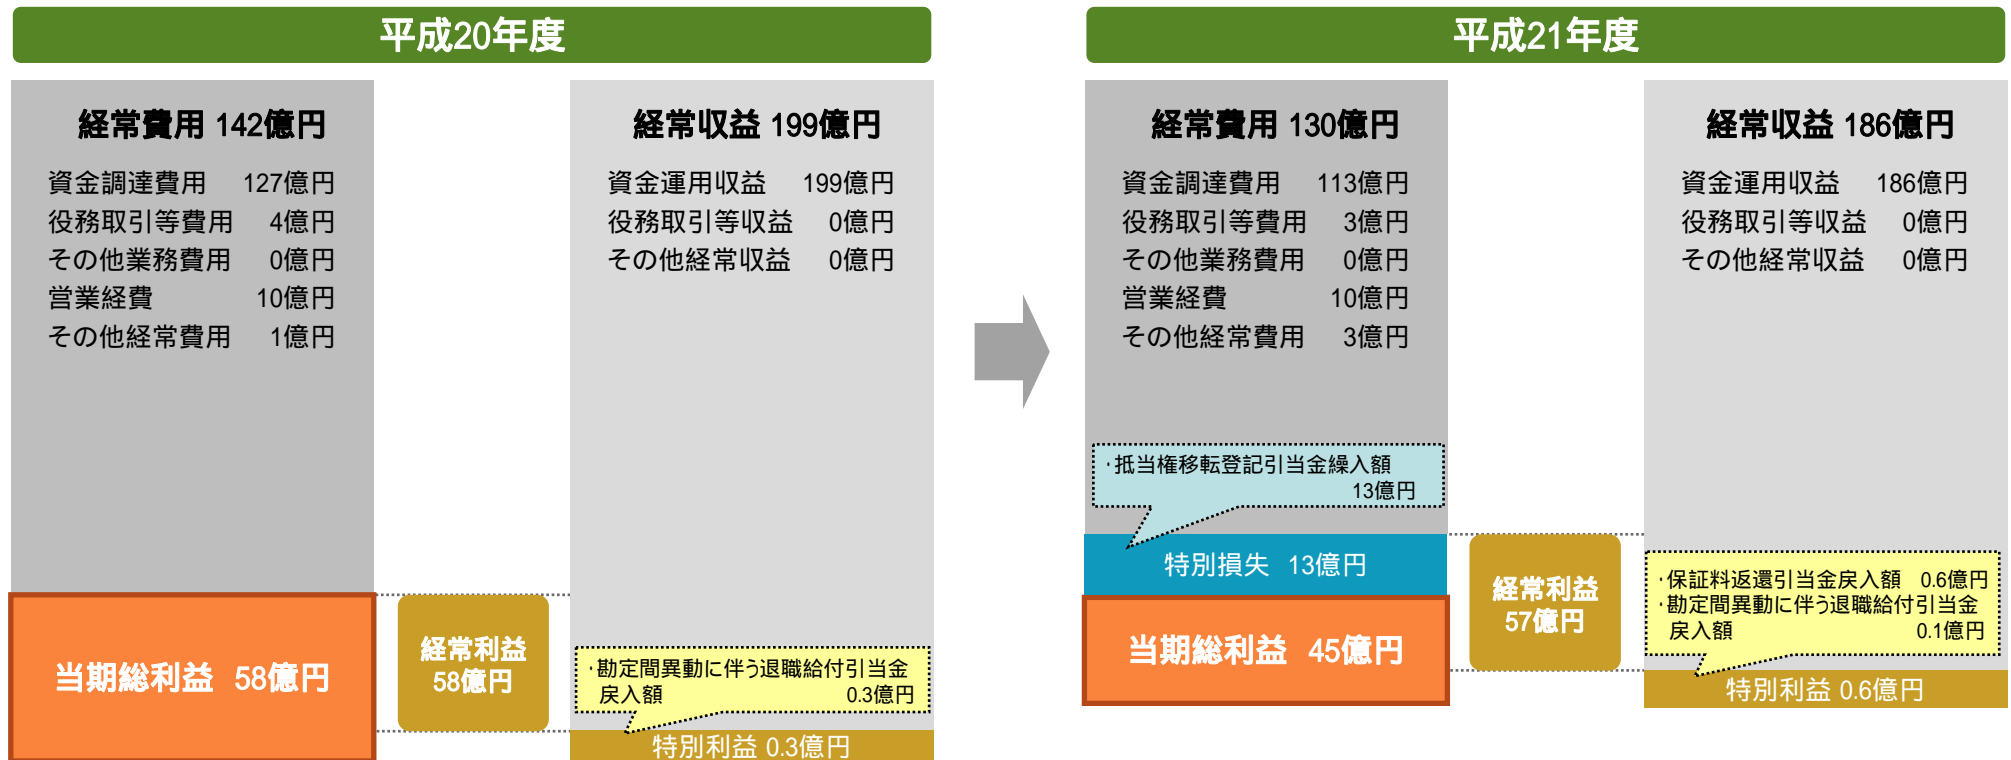 平成20年度
経常費用 142億円
資金調達費用 127億円
役務取引等費用 4億円
その他業務費用 0億円
営業経費 10億円
その他経常費用 1億円
当期総利益 58億円
経常利益
58億円
経常収益 199億円
資金運用収益 199億円
役務取引等収益 0億円
その他経常収益 0億円
・勘定間異動に伴う退職給付引当金
戻入額 0.3億円
特別利益 0.3億円
平成21年度
経常費用 130億円
資金調達費用 113億円
役務取引等費用 3億円
その他業務費用 0億円
営業経費 10億円
その他経常費用 3億円
・抵当権移転登記引当金繰入額
13億円
特別損失 13億円
当期総利益 45億円
経常利益
57億円
経常収益 186億円
資金運用収益 186億円
役務取引等収益 0億円
その他経常収益 0億円
・保証料返還引当金戻入額 0.6億円
・勘定間異動に伴う退職給付引当金
戻入額 0.1億円
特別利益 0.6億円